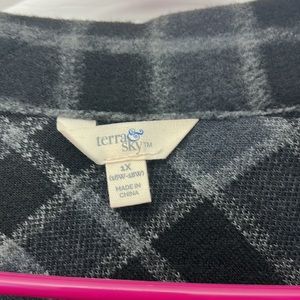 terra &
sky™
1X
(16W-18W)
MADE IN
CHINA